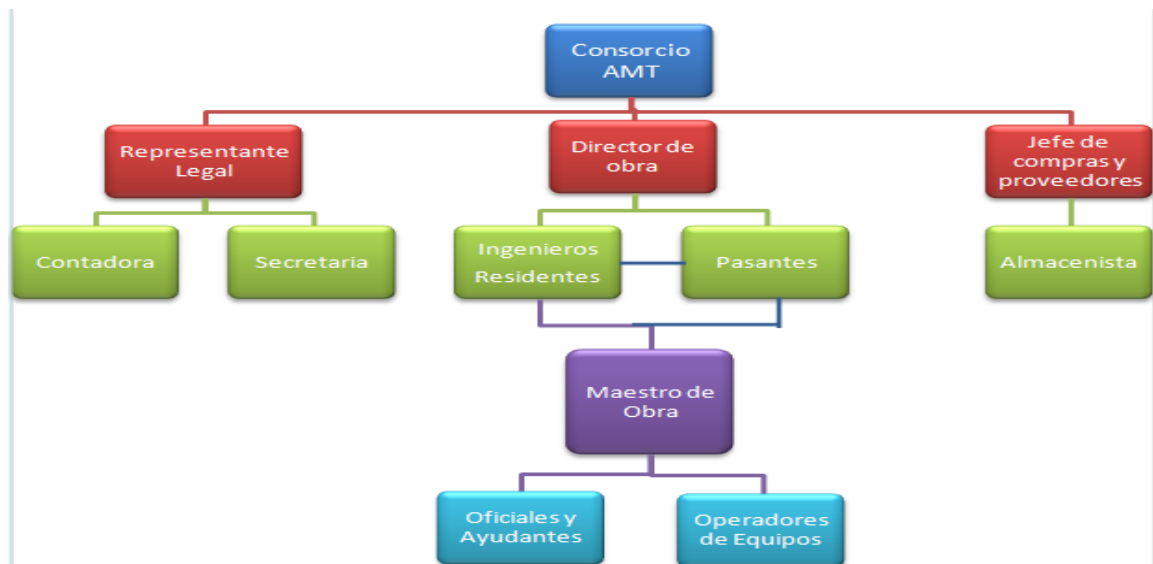 Consorcio
AMT
Representante
Legal
Director de
obra
Jefe de
compras y
proveedores
Contadora
Secretaria
Ingenieros
Residentes
Pasantes
Almacenista
Maestro de
Obra
Oficiales y
Ayudantes
Operadores
de Equipos